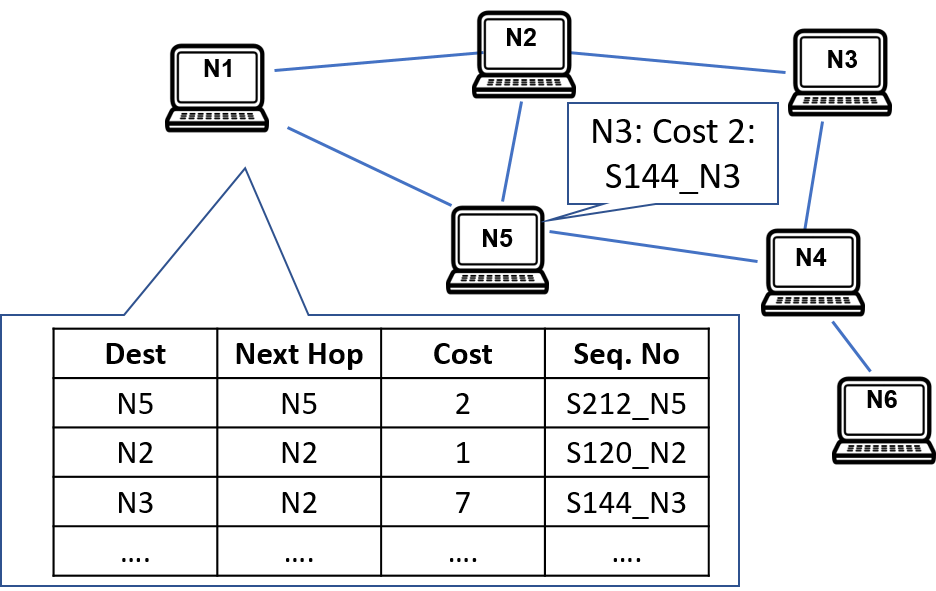 N1
N2
N3
N3: Cost 2:
S144_N3
N5
N4
Dest Next Hop Cost Seq. No
N5 N5 2 S212_N5
N2 N2 1 S120_N2
N3 N2 7 S144_N3
.... .... .... ....
N6